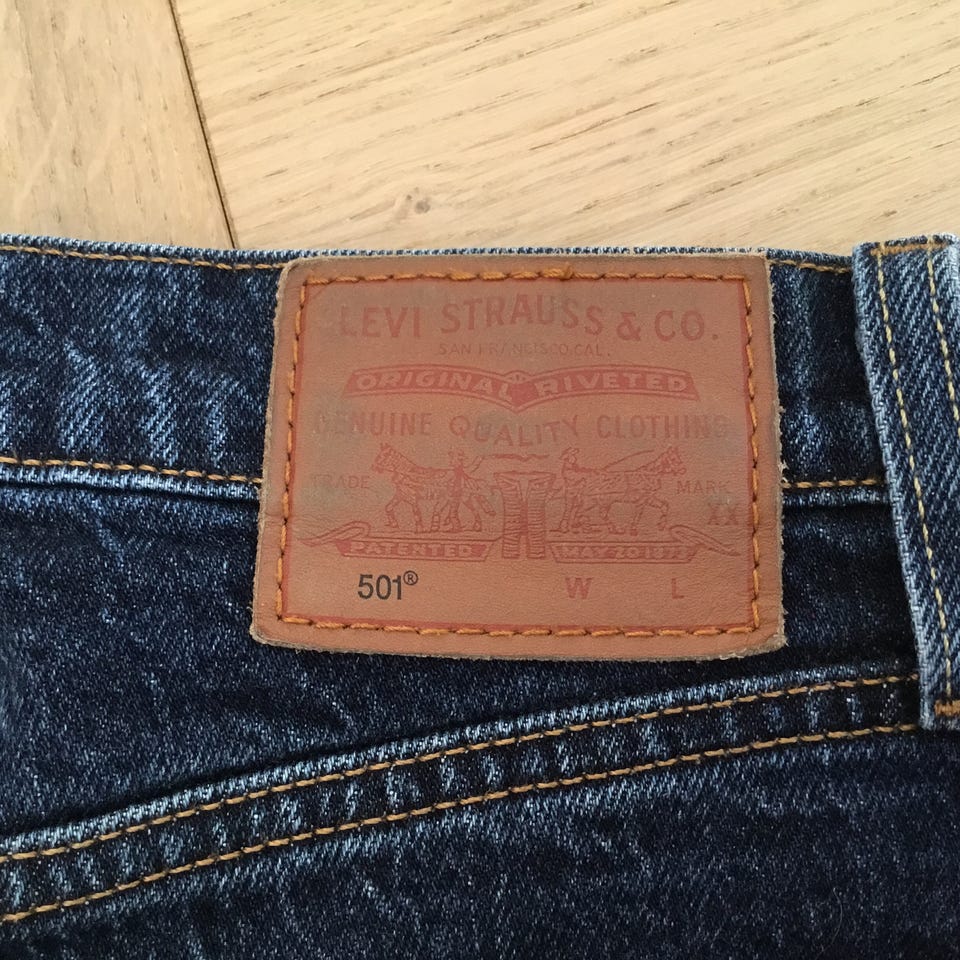 LEVI STRAUSS & CO.
SAN FRANCISCO, CAL.
ORIGINAL RIVETED
GENUINE QUALITY CLOTHING
TRADE MARK
XX
PATENTED MAY 20 1873
501® W L